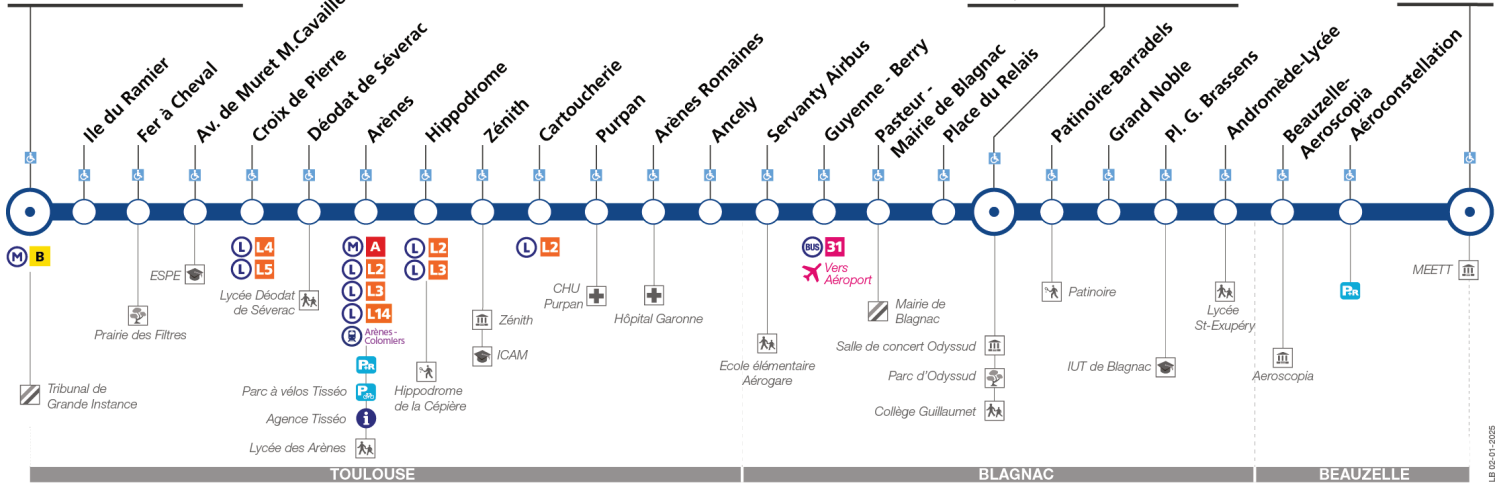 Ile du Ramier
Fer à Cheval
Av. de Muret M.Cavaillé
Croix de Pierre
Déodat de Séverac
Arènes
Hippodrome
Zénith
Cartoucherie
Purpan
Arènes Romaines
Ancely
Servanty Airbus
Guyenne - Berry
Pasteur -
Mairie de Blagnac
Place du Relais
Patinoire-Barradels
Grand Noble
Pl. G. Brassens
Andromède-Lycée
Beauzelle-
Aeroscopia
Aéroconstellation
M B
Tribunal de
Grande Instance
Prairie des Filtres
ESPE
L L4
L L5
Lycée Déodat
de Séverac
M A
L L2
L L3
L L14
Arènes -
Colomiers
P+R
Parc à vélos Tisséo
P
Agence Tisséo
i
Lycée des Arènes
L L2
L L3
Hippodrome
de la Cépière
Zénith
ICAM
L L2
CHU
Purpan
Hôpital Garonne
Ecole élémentaire
Aérogare
BUS 31
Vers
Aéroport
Mairie de
Blagnac
Salle de concert Odyssud
Parc d'Odyssud
Collège Guillaumet
Patinoire
IUT de Blagnac
Lycée
St-Exupéry
Aeroscopia
P+R
MEETT
TOULOUSE
BLAGNAC
BEAUZELLE
LB 02-01-2025